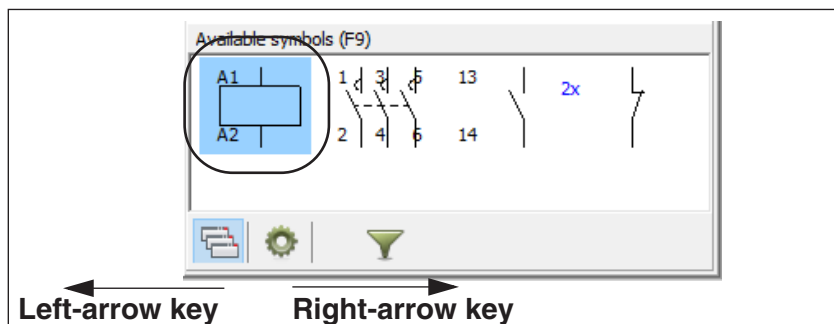 Available symbols (F9)
A1 1 3 5 13 2x
A2 2 4 6 14
Left-arrow key Right-arrow key